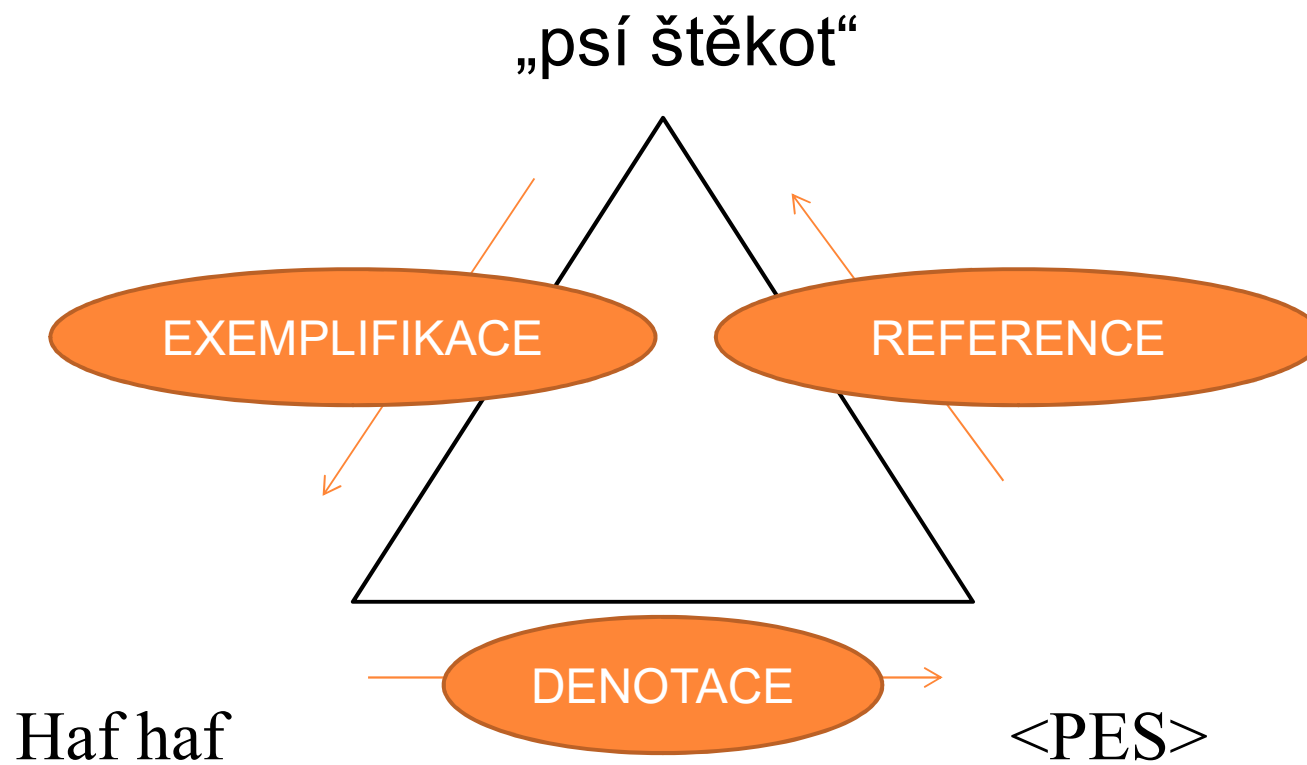 „psí štěkot“
EXEMPLIFIKACE
REFERENCE
DENOTACE
Haf haf
<PES>